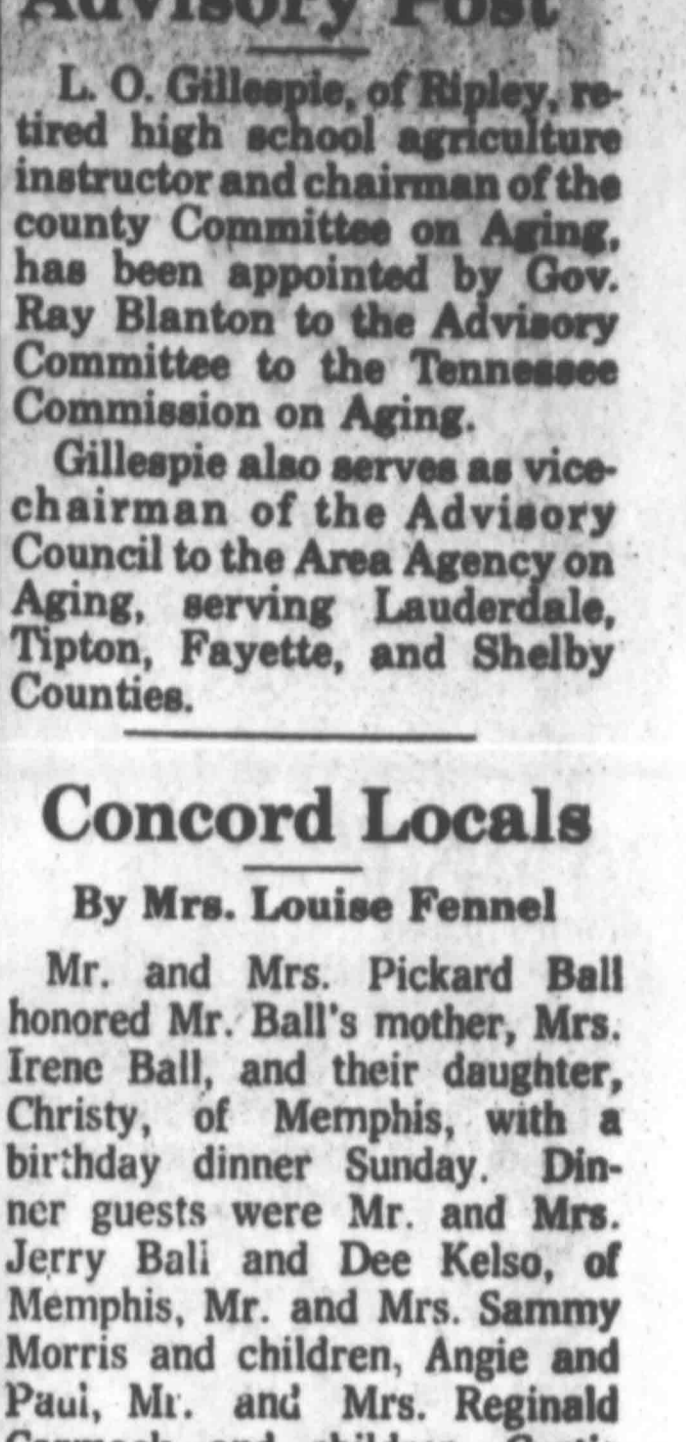 Advisory Post
L. O. Gillespie, of Ripley, re-
tired high school agriculture
instructor and chairman of the
county Committee on Aging,
has been appointed by Gov.
Ray Blanton to the Advisory
Committee to the Tennessee
Commission on Aging.
Gillespie also serves as vice-
chairman of the Advisory
Council to the Area Agency on
Aging, serving Lauderdale,
Tipton, Fayette, and Shelby
Counties.
Concord Locals
By Mrs. Louise Fennel
Mr. and Mrs. Pickard Ball
honored Mr. Ball's mother, Mrs.
Irene Ball, and their daughter,
Christy, of Memphis, with a
birthday dinner Sunday. Din-
ner guests were Mr. and Mrs.
Jerry Ball and Dee Kelso, of
Memphis, Mr. and Mrs. Sammy
Morris and children, Angie and
Paul, Mr. and Mrs. Reginald
and children,